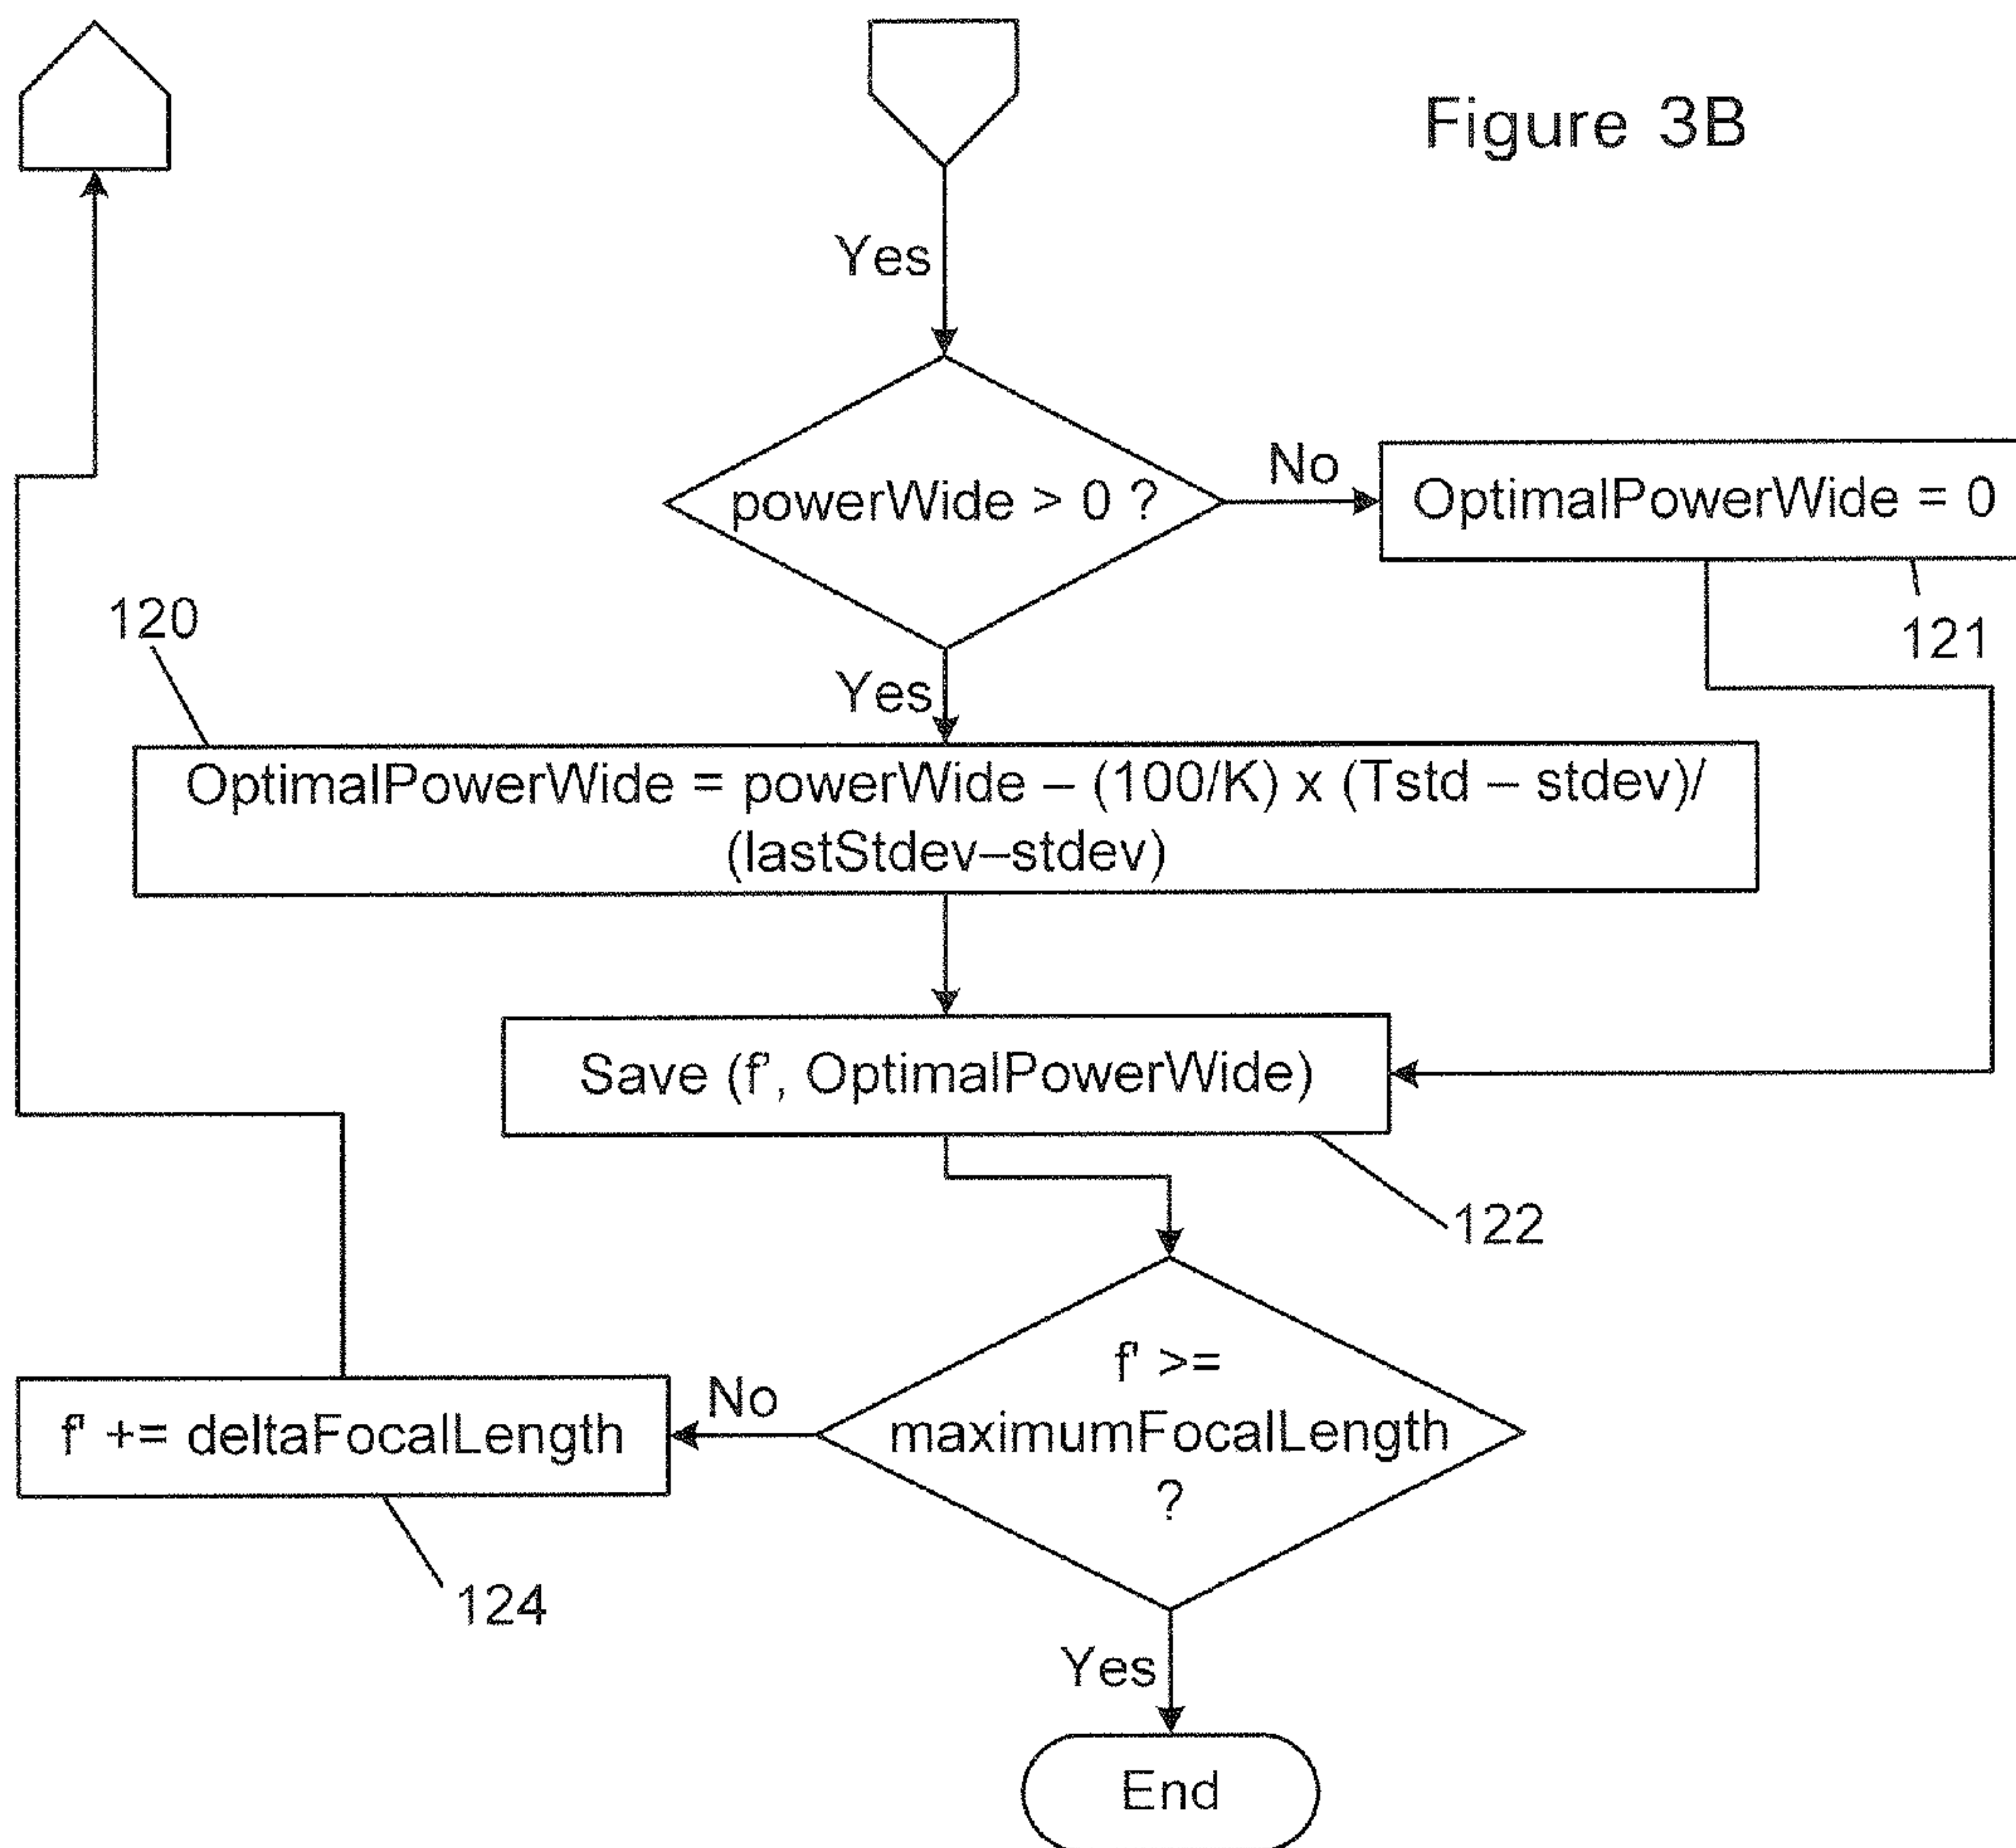 Figure 3B
Yes
powerWide > 0 ?
No
OptimalPowerWide = 0
121
120
Yes
OptimalPowerWide = powerWide – (100/K) x (Tstd – stdev)/
(lastStdev–stdev)
Save (f', OptimalPowerWide)
122
f' >=
maximumFocalLength
?
No
f' += deltaFocalLength
124
Yes
End